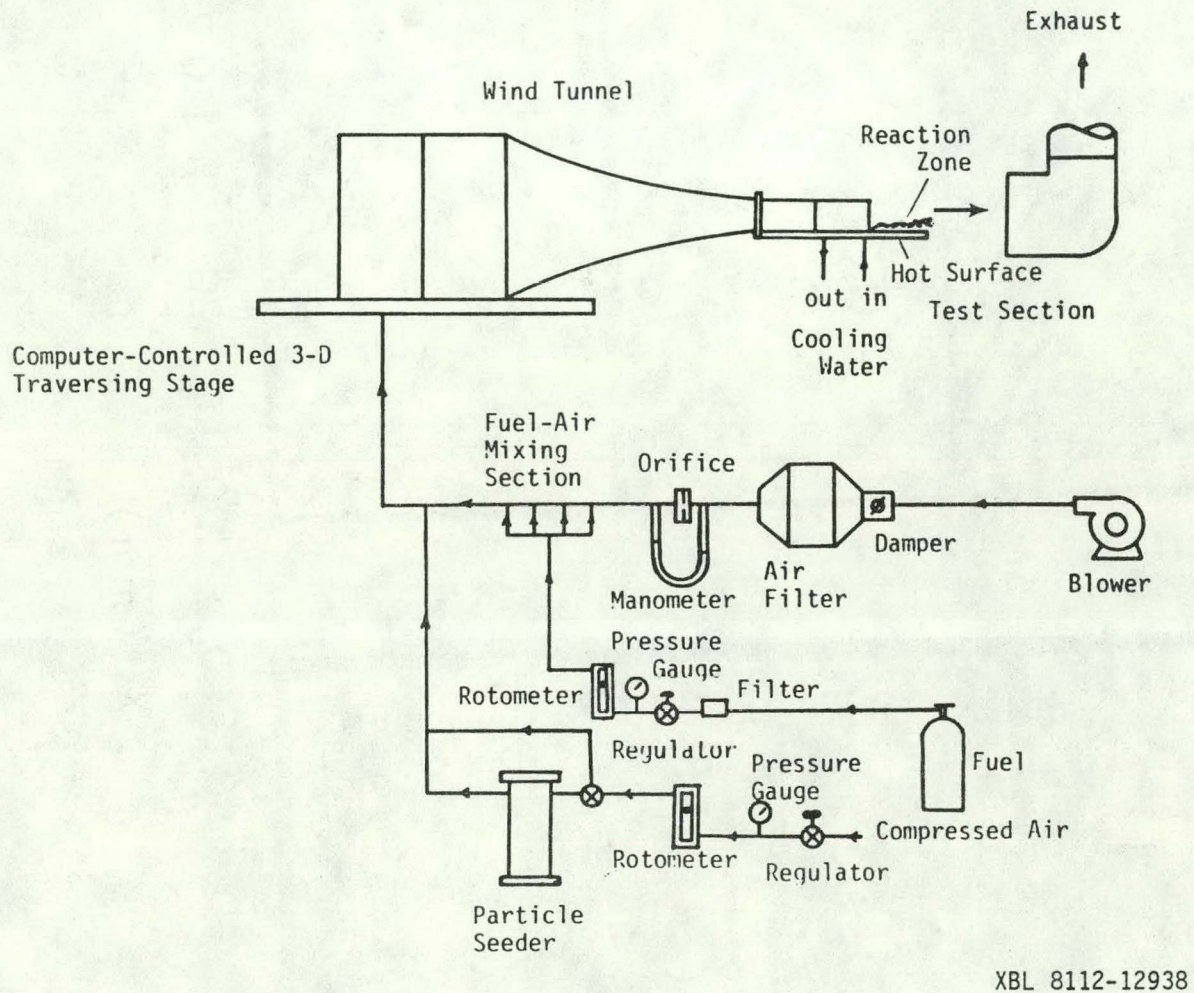 Exhaust
Wind Tunnel
Reaction
Zone
Hot Surface
out in
Test Section
Cooling
Water
Computer-Controlled 3-D
Traversing Stage
Fuel-Air
Mixing
Section
Orifice
Damper
Blower
Manometer
Air
Filter
Pressure
Gauge
Rotometer
Filter
Regulator
Fuel
Pressure
Gauge
Compressed Air
Rotometer
Regulator
Particle
Seeder
XBL 8112-12938